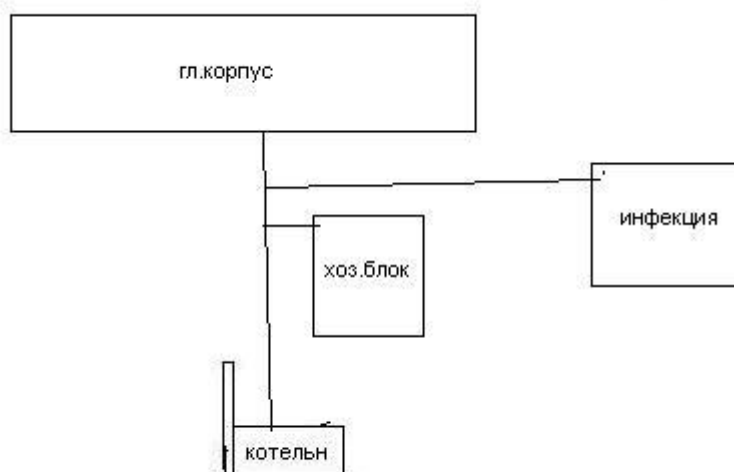 гл.корпус
инфекция
хоз.блок
котельн